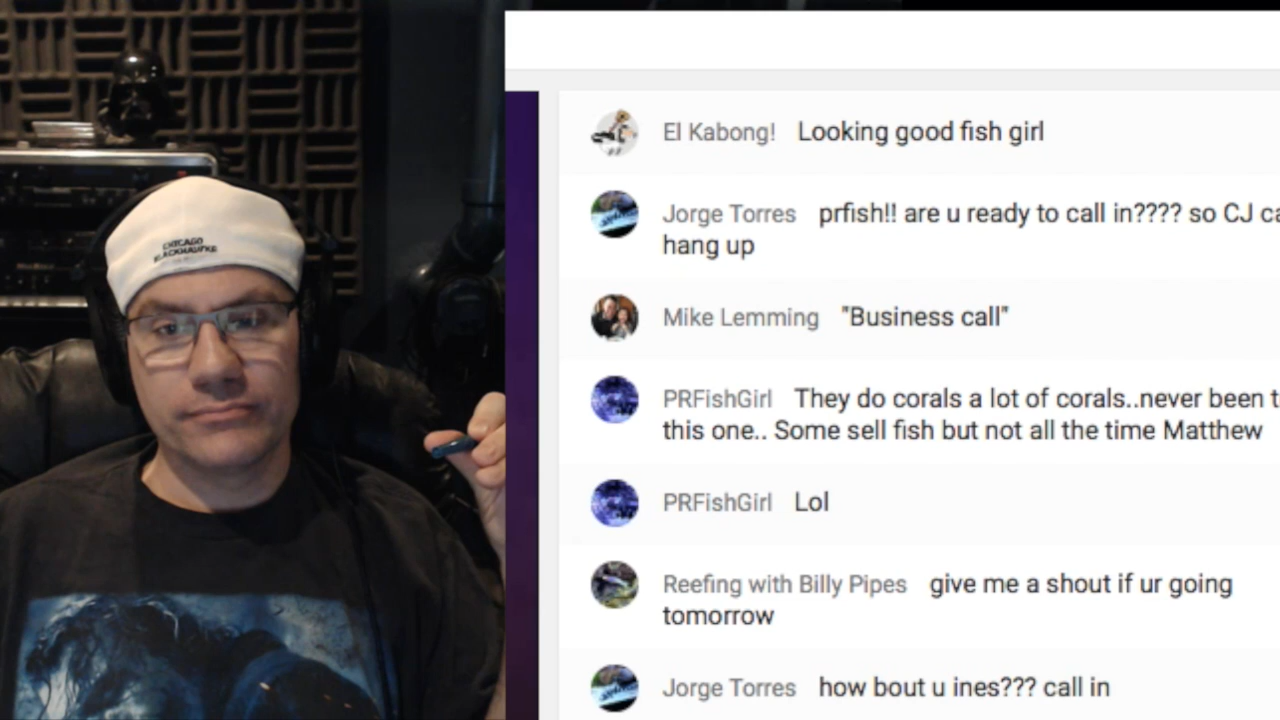 CHICAGO
BLACKHAWKS
El Kabong! Looking good fish girl
Jorge Torres prfish!! are u ready to call in???? so CJ ca
hang up
Mike Lemming "Business call"
PRFishGirl They do corals a lot of corals..never been t
this one.. Some sell fish but not all the time Matthew
PRFishGirl Lol
Reefing with Billy Pipes give me a shout if ur going
tomorrow
Jorge Torres how bout u ines??? call in